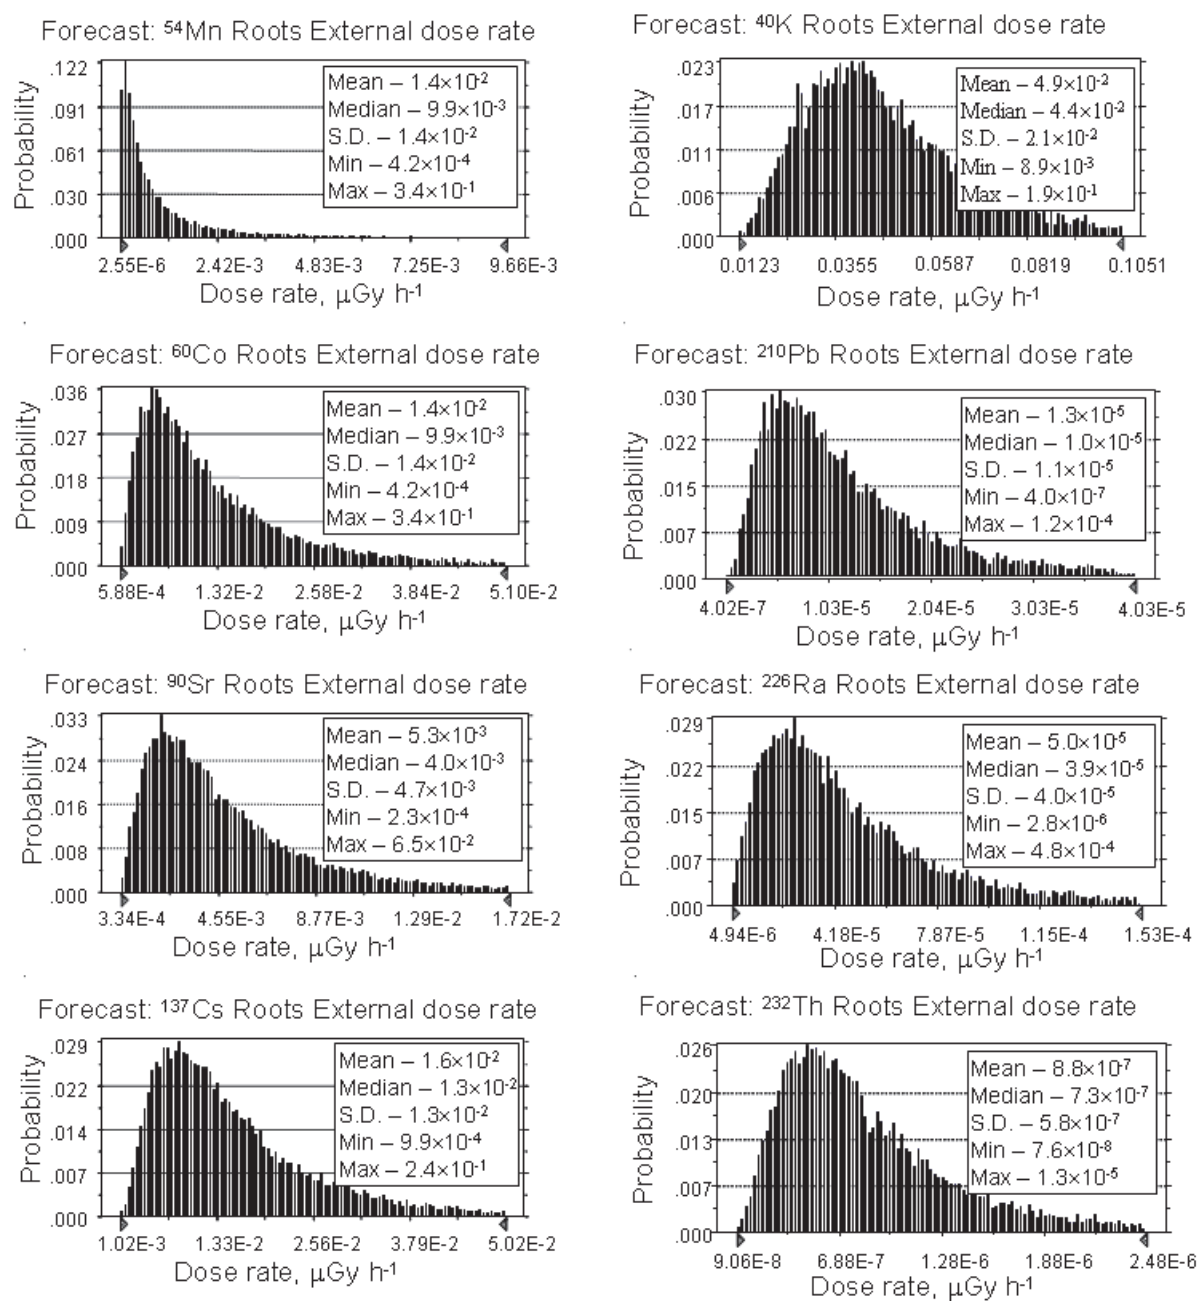 Forecast: ⁵⁴Mn Roots External dose rate
Probability
.122
.091
.061
.030
.000
Mean – 1.4×10⁻²
Median – 9.9×10⁻³
S.D. – 1.4×10⁻²
Min – 4.2×10⁻⁴
Max – 3.4×10⁻¹
2.55E-6 2.42E-3 4.83E-3 7.25E-3 9.66E-3
Dose rate, μGy h⁻¹
Forecast: ⁴⁰K Roots External dose rate
Probability
.023
.017
.011
.006
.000
Mean – 4.9×10⁻²
Median – 4.4×10⁻²
S.D. – 2.1×10⁻²
Min – 8.9×10⁻³
Max – 1.9×10⁻¹
0.0123 0.0355 0.0587 0.0819 0.1051
Dose rate, μGy h⁻¹
Forecast: ⁶⁰Co Roots External dose rate
Probability
.036
.027
.018
.009
.000
Mean – 1.4×10⁻²
Median – 9.9×10⁻³
S.D. – 1.4×10⁻²
Min – 4.2×10⁻⁴
Max – 3.4×10⁻¹
5.88E-4 1.32E-2 2.58E-2 3.84E-2 5.10E-2
Dose rate, μGy h⁻¹
Forecast: ²¹⁰Pb Roots External dose rate
Probability
.030
.022
.015
.007
.000
Mean – 1.3×10⁻⁵
Median – 1.0×10⁻⁵
S.D. – 1.1×10⁻⁵
Min – 4.0×10⁻⁷
Max – 1.2×10⁻⁴
4.02E-7 1.03E-5 2.04E-5 3.03E-5 4.03E-5
Dose rate, μGy h⁻¹
Forecast: ⁹⁰Sr Roots External dose rate
Probability
.033
.024
.016
.008
.000
Mean – 5.3×10⁻³
Median – 4.0×10⁻³
S.D. – 4.7×10⁻³
Min – 2.3×10⁻⁴
Max – 6.5×10⁻²
3.34E-4 4.55E-3 8.77E-3 1.29E-2 1.72E-2
Dose rate, μGy h⁻¹
Forecast: ²²⁶Ra Roots External dose rate
Probability
.029
.022
.015
.007
.000
Mean – 5.0×10⁻⁵
Median – 3.9×10⁻⁵
S.D. – 4.0×10⁻⁵
Min – 2.8×10⁻⁶
Max – 4.8×10⁻⁴
4.94E-6 4.18E-5 7.87E-5 1.15E-4 1.53E-4
Dose rate, μGy h⁻¹
Forecast: ¹³⁷Cs Roots External dose rate
Probability
.029
.022
.014
.007
.000
Mean – 1.6×10⁻²
Median – 1.3×10⁻²
S.D. – 1.3×10⁻²
Min – 9.9×10⁻⁴
Max – 2.4×10⁻¹
1.02E-3 1.33E-2 2.56E-2 3.79E-2 5.02E-2
Dose rate, μGy h⁻¹
Forecast: ²³²Th Roots External dose rate
Probability
.026
.020
.013
.007
.000
Mean – 8.8×10⁻⁷
Median – 7.3×10⁻⁷
S.D. – 5.8×10⁻⁷
Min – 7.6×10⁻⁸
Max – 1.3×10⁻⁵
9.06E-8 6.88E-7 1.28E-6 1.88E-6 2.48E-6
Dose rate, μGy h⁻¹